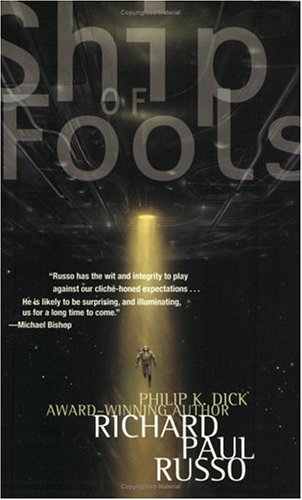 Ship
OF
Fools
"Russo has the wit and integrity to play
against our cliché-honed expectations . . .
He is likely to be surprising, and illuminating,
us for a long time to come."
—Michael Bishop
PHILIP K. DICK
AWARD-WINNING AUTHOR
RICHARD
PAUL
RUSSO